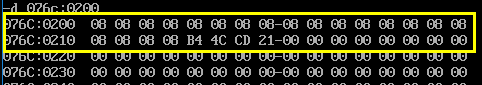 -d 076c:0200
076C:0200 08 08 08 08 08 08 08 08-08 08 08 08 08 08 08 08
076C:0210 08 08 08 08 B4 4C CD 21-00 00 00 00 00 00 00 00
076C:0220 00 00 00 00 00 00 00 00-00 00 00 00 00 00 00 00
076C:0230 00 00 00 00 00 00 00 00-00 00 00 00 00 00 00 00